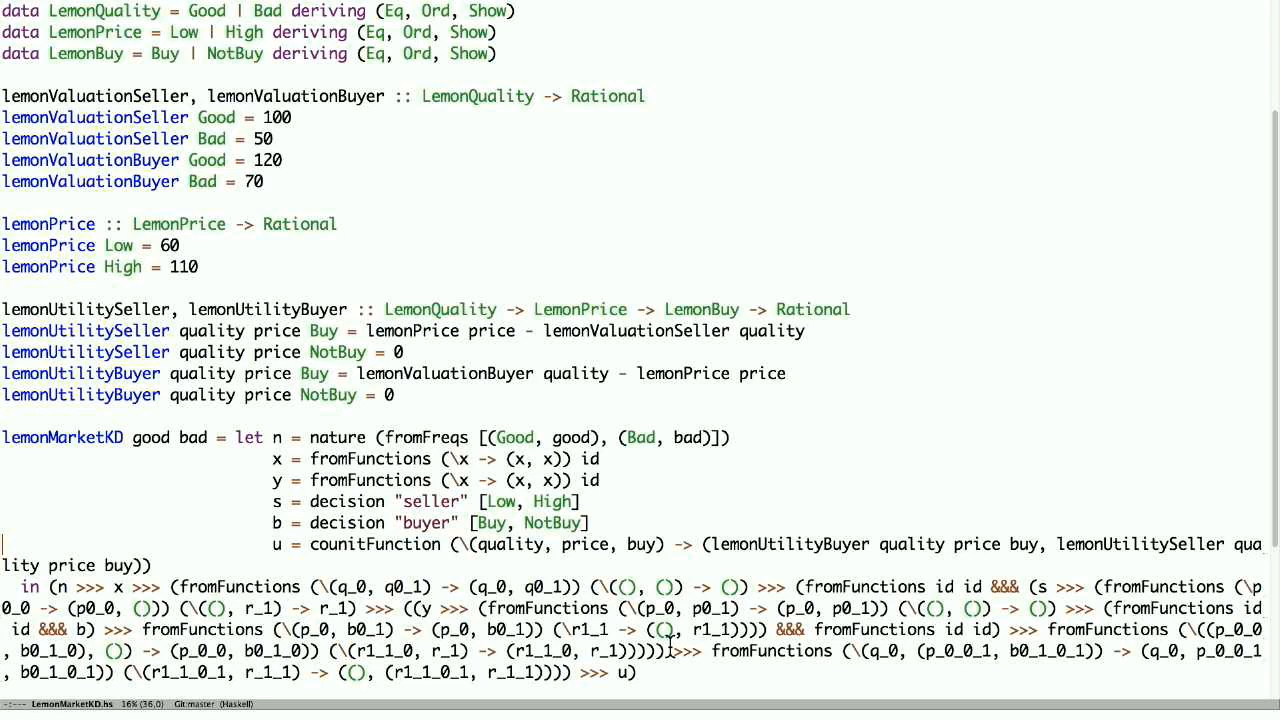 data LemonQuality = Good | Bad deriving (Eq, Ord, Show)
data LemonPrice = Low | High deriving (Eq, Ord, Show)
data LemonBuy = Buy | NotBuy deriving (Eq, Ord, Show)
lemonValuationSeller, lemonValuationBuyer :: LemonQuality -> Rational
lemonValuationSeller Good = 100
lemonValuationSeller Bad = 50
lemonValuationBuyer Good = 120
lemonValuationBuyer Bad = 70
lemonPrice :: LemonPrice -> Rational
lemonPrice Low = 60
lemonPrice High = 110
lemonUtilitySeller, lemonUtilityBuyer :: LemonQuality -> LemonPrice -> LemonBuy -> Rational
lemonUtilitySeller quality price Buy = lemonPrice price - lemonValuationSeller quality
lemonUtilitySeller quality price NotBuy = 0
lemonUtilityBuyer quality price Buy = lemonValuationBuyer quality - lemonPrice price
lemonUtilityBuyer quality price NotBuy = 0
lemonMarketKD good bad = let n = nature (fromFreqs [(Good, good), (Bad, bad)])
x = fromFunctions (\x -> (x, x)) id
y = fromFunctions (\x -> (x, x)) id
s = decision "seller" [Low, High]
b = decision "buyer" [Buy, NotBuy]
u = counitFunction (\(quality, price, buy) -> (lemonUtilityBuyer quality price buy, lemonUtilitySeller qua
lity price buy))
in (n >>> x >>> (fromFunctions (\(q_0, q0_1) -> (q_0, q0_1)) (\((), ()) -> ()) >>> (fromFunctions id id &&& (s >>> (fromFunctions (\p
0_0 -> (p0_0, ())) (\((), r_1) -> r_1) >>> ((y >>> (fromFunctions (\(p_0, p0_1) -> (p_0, p0_1)) (\((), ()) -> ()) >>> (fromFunctions id
id &&& b) >>> fromFunctions (\(p_0, b0_1) -> (p_0, b0_1)) (\r1_1 -> ((), r1_1)))) &&& fromFunctions id id) >>> fromFunctions (\((p_0_0
, b0_1_0), ()) -> (p_0_0, b0_1_0)) (\(r1_1_0, r_1) -> (r1_1_0, r_1))))) >>> fromFunctions (\(q_0, (p_0_0_1, b0_1_0_1)) -> (q_0, p_0_0_1
, b0_1_0_1)) (\(r1_1_0_1, r_1_1) -> ((), (r1_1_0_1, r_1_1)))) >>> u)
-:--- LemonMarketKD.hs 16% (36,0) Git:master (Haskell)